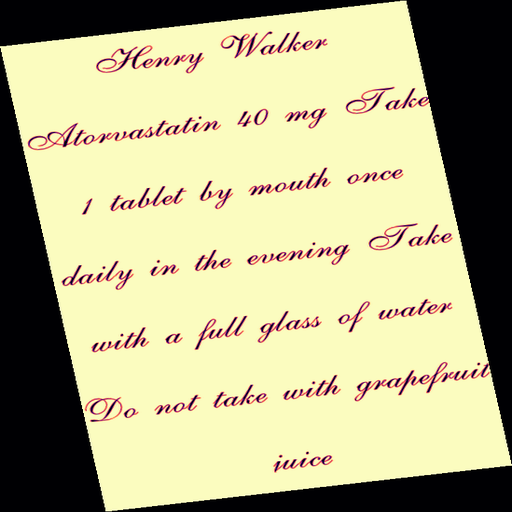 Henry Walker
Atorvastatin 40 mg Take
1 tablet by mouth once
daily in the evening Take
with a full glass of water
Do not take with grapefruit
juice